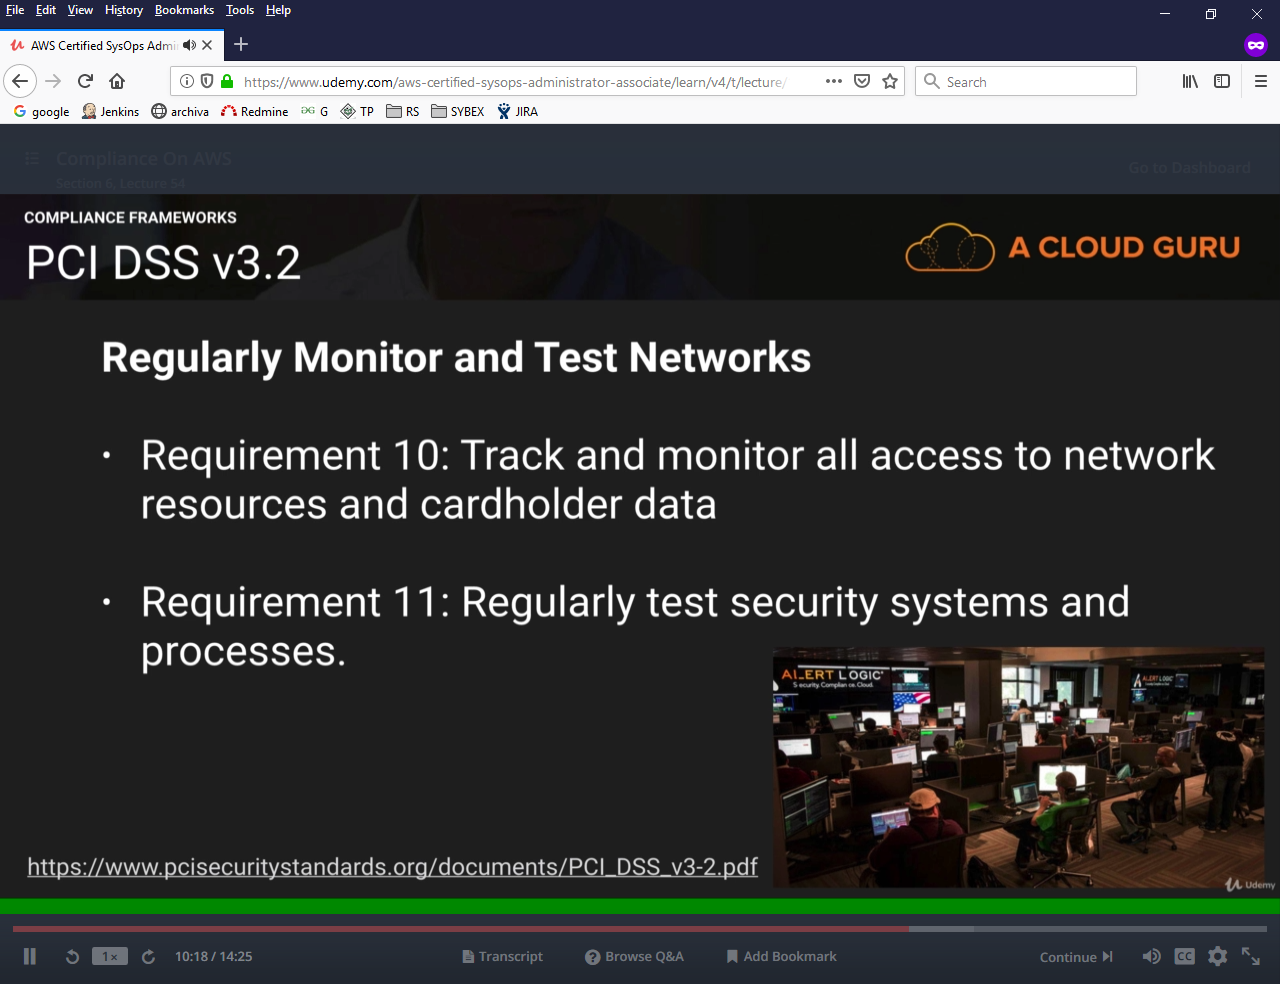 File Edit View History Bookmarks Tools Help
AWS Certified SysOps Admi
https://www.udemy.com/aws-certified-sysops-administrator-associate/learn/v4/t/lecture/
Search
google Jenkins archiva Redmine G TP RS SYBEX JIRA
Compliance On AWS
Section 6, Lecture 54
Go to Dashboard
COMPLIANCE FRAMEWORKS
PCI DSS v3.2
A CLOUD GURU
Regularly Monitor and Test Networks
• Requirement 10: Track and monitor all access to network
resources and cardholder data
• Requirement 11: Regularly test security systems and
processes.
ALERT LOGIC
Security. Compliance. Cloud.
ALERT LOGIC
https://www.pcisecuritystandards.org/documents/PCI_DSS_v3-2.pdf
Udemy
1x
10:18 / 14:25
Transcript
Browse Q&A
Add Bookmark
Continue
CC